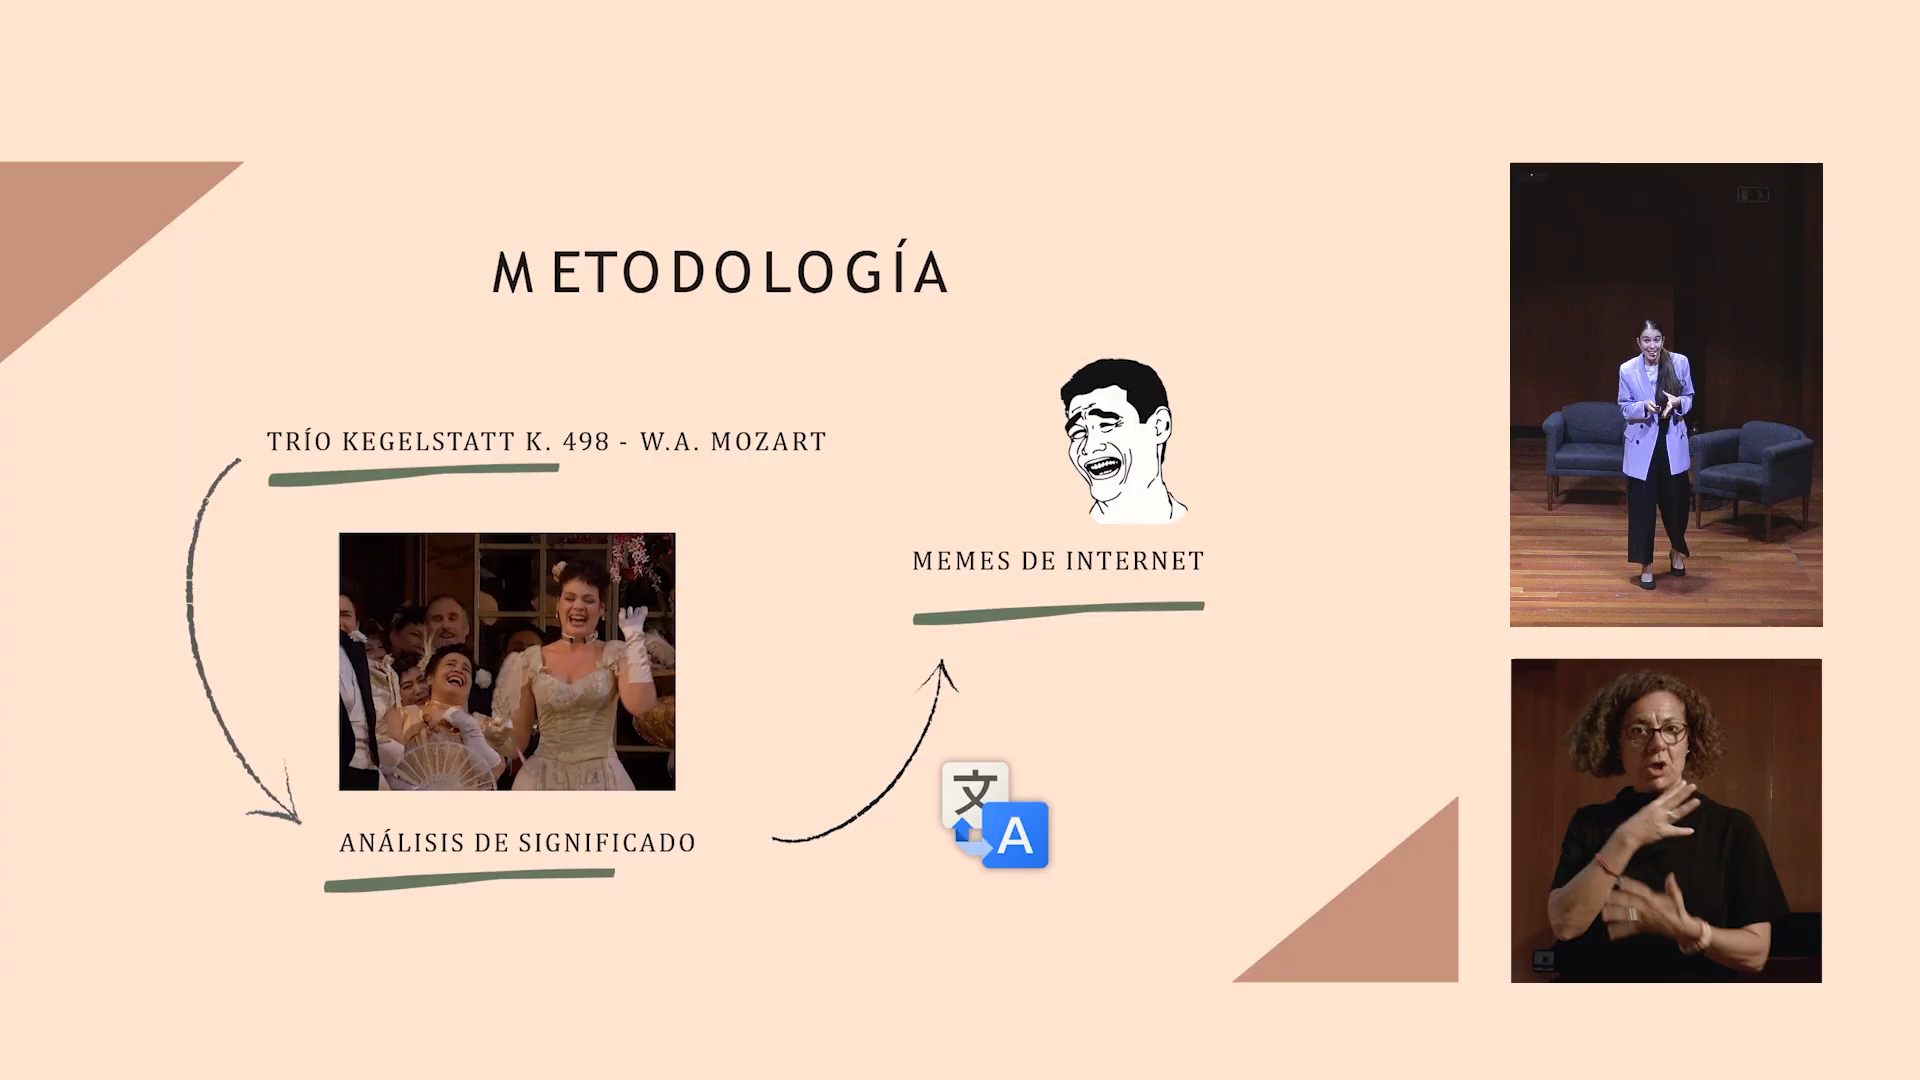 METODOLOGÍA
TRÍO KEGELSTATT K. 498 - W.A. MOZART
MEMES DE INTERNET
文
A
ANÁLISIS DE SIGNIFICADO